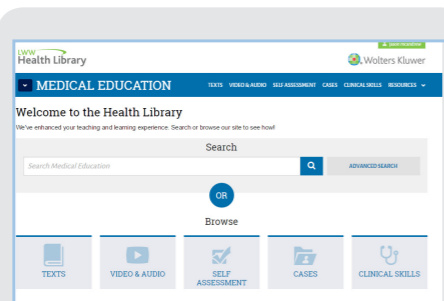 LWW
Health Library
Wolters Kluwer
MEDICAL EDUCATION
TEXTS VIDEO & AUDIO SELF ASSESSMENT CASES CLINICAL SKILLS RESOURCES
Welcome to the Health Library
We've enhanced your teaching and learning experience. Search or browse our site to see how!
Search
Search Medical Education
ADVANCED SEARCH
OR
Browse
TEXTS
VIDEO & AUDIO
SELF
ASSESSMENT
CASES
CLINICAL SKILLS